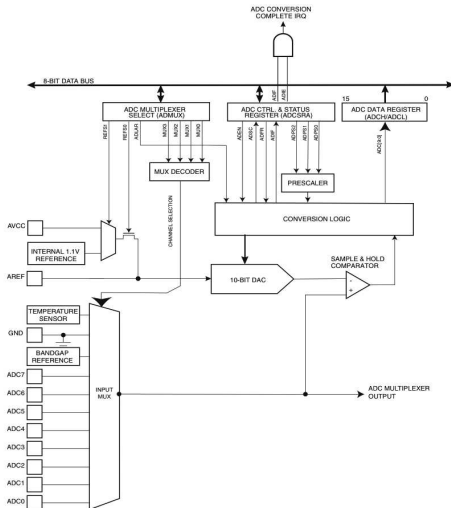 ADC CONVERSION
COMPLETE IRQ
8-BIT DATA BUS
ADIF
ADIE
15
0
ADC MULTIPLEXER
SELECT (ADMUX)
ADC CTRL. & STATUS
REGISTER (ADCSRA)
ADC DATA REGISTER
(ADCH/ADCL)
REFS1
REFS0
ADLAR
MUX3
MUX2
MUX1
MUX0
ADEN
ADSC
ADIF
ADPS2
ADPS1
ADPS0
ADC[9:0]
MUX DECODER
PRESCALER
CHANNEL SELECTION
CONVERSION LOGIC
AVCC
INTERNAL 1.1V
REFERENCE
AREF
SAMPLE & HOLD
COMPARATOR
10-BIT DAC
-
+
TEMPERATURE
SENSOR
GND
BANDGAP
REFERENCE
ADC7
ADC6
ADC5
ADC4
ADC3
ADC2
ADC1
ADC0
INPUT
MUX
ADC MULTIPLEXER
OUTPUT